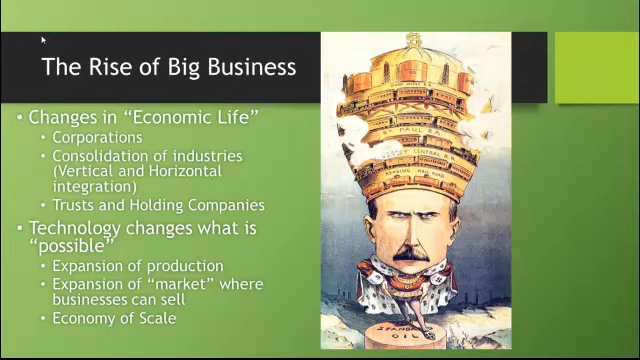 The Rise of Big Business
• Changes in “Economic Life”
• Corporations
• Consolidation of industries
(Vertical and Horizontal
integration)
• Trusts and Holding Companies
• Technology changes what is
“possible”
• Expansion of production
• Expansion of “market” where
businesses can sell
• Economy of Scale
$
ST PAUL R.R.
JERSEY CENTRAL R.R.
READING RAIL ROAD
STANDARD
OIL